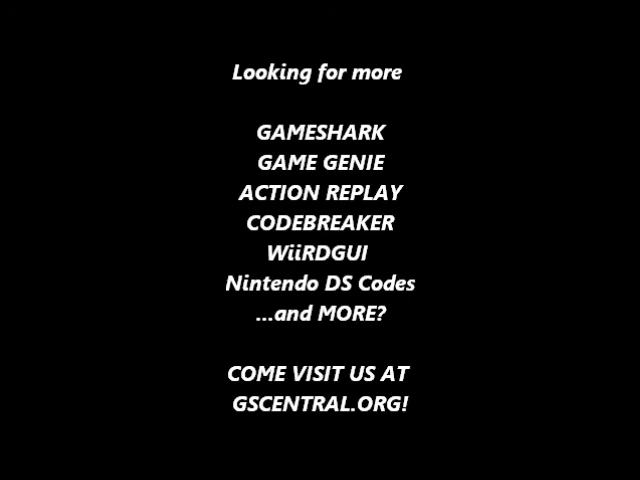 Looking for more
GAMESHARK
GAME GENIE
ACTION REPLAY
CODEBREAKER
WiiRDGUI
Nintendo DS Codes
...and MORE?
COME VISIT US AT
GSCENTRAL.ORG!